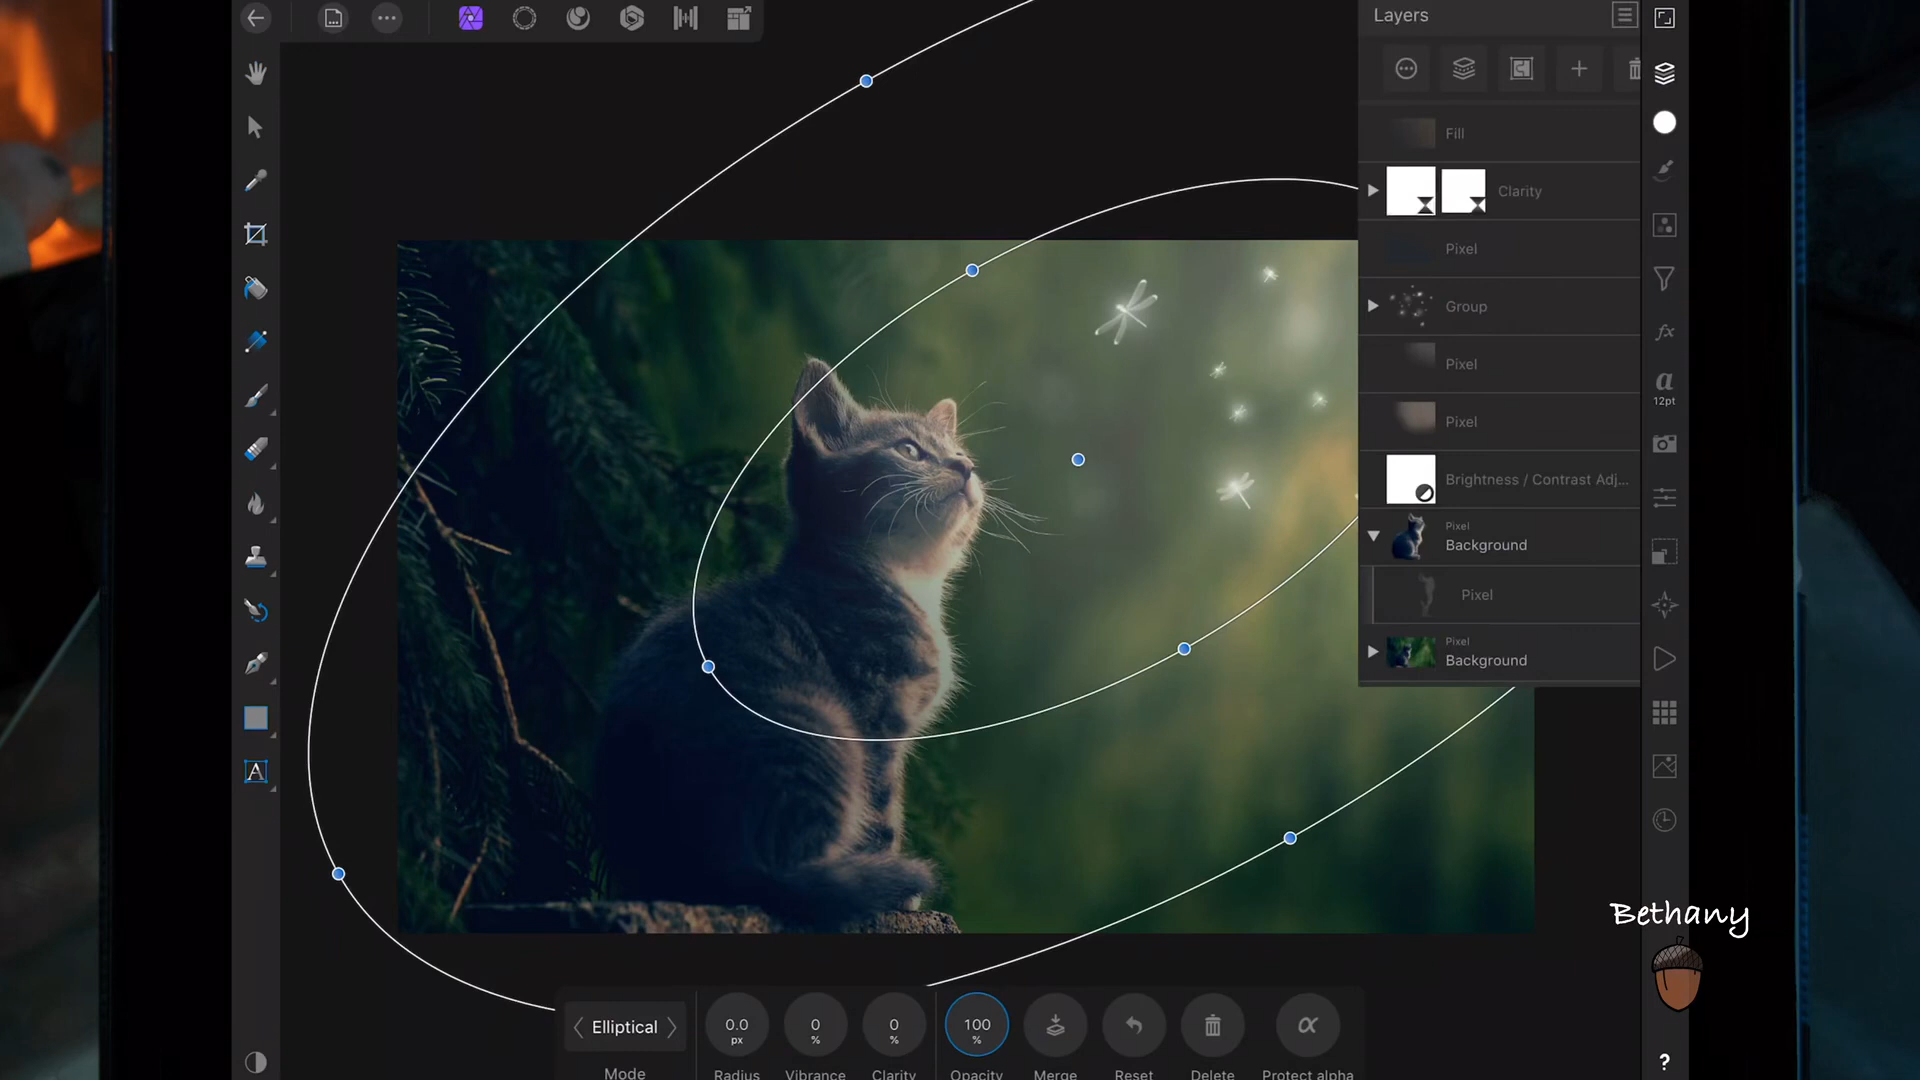 Layers
Fill
Clarity
Pixel
Group
Pixel
Pixel
Brightness / Contrast Adj...
Pixel
Background
Pixel
Pixel
Background
fx
a
12pt
A
Bethany
?
Elliptical
Mode
0.0
px
Radius
0
%
Vibrance
0
%
Clarity
100
%
Opacity
Merge
Reset
Delete
α
Protect alpha